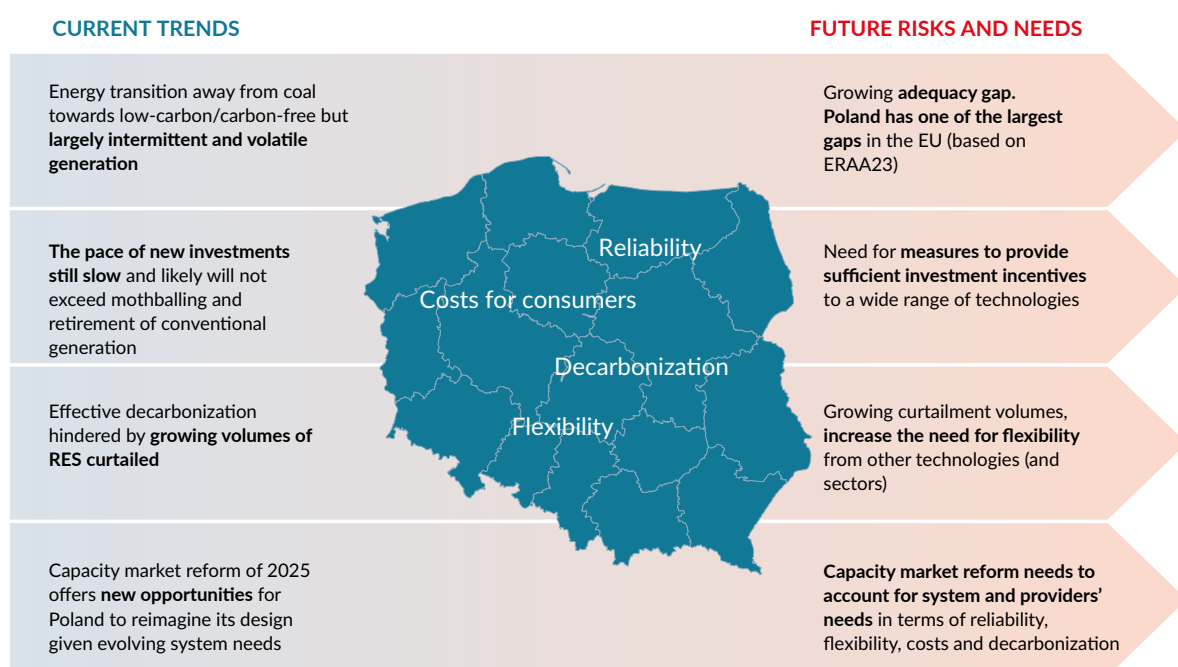 CURRENT TRENDS
FUTURE RISKS AND NEEDS
Energy transition away from coal
towards low-carbon/carbon-free but
largely intermittent and volatile
generation
Growing adequacy gap.
Poland has one of the largest
gaps in the EU (based on
ERAA23)
The pace of new investments
still slow and likely will not
exceed mothballing and
retirement of conventional
generation
Need for measures to provide
sufficient investment incentives
to a wide range of technologies
Reliability
Costs for consumers
Decarbonization
Flexibility
Effective decarbonization
hindered by growing volumes of
RES curtailed
Growing curtailment volumes,
increase the need for flexibility
from other technologies (and
sectors)
Capacity market reform of 2025
offers new opportunities for
Poland to reimagine its design
given evolving system needs
Capacity market reform needs to
account for system and providers’
needs in terms of reliability,
flexibility, costs and decarbonization